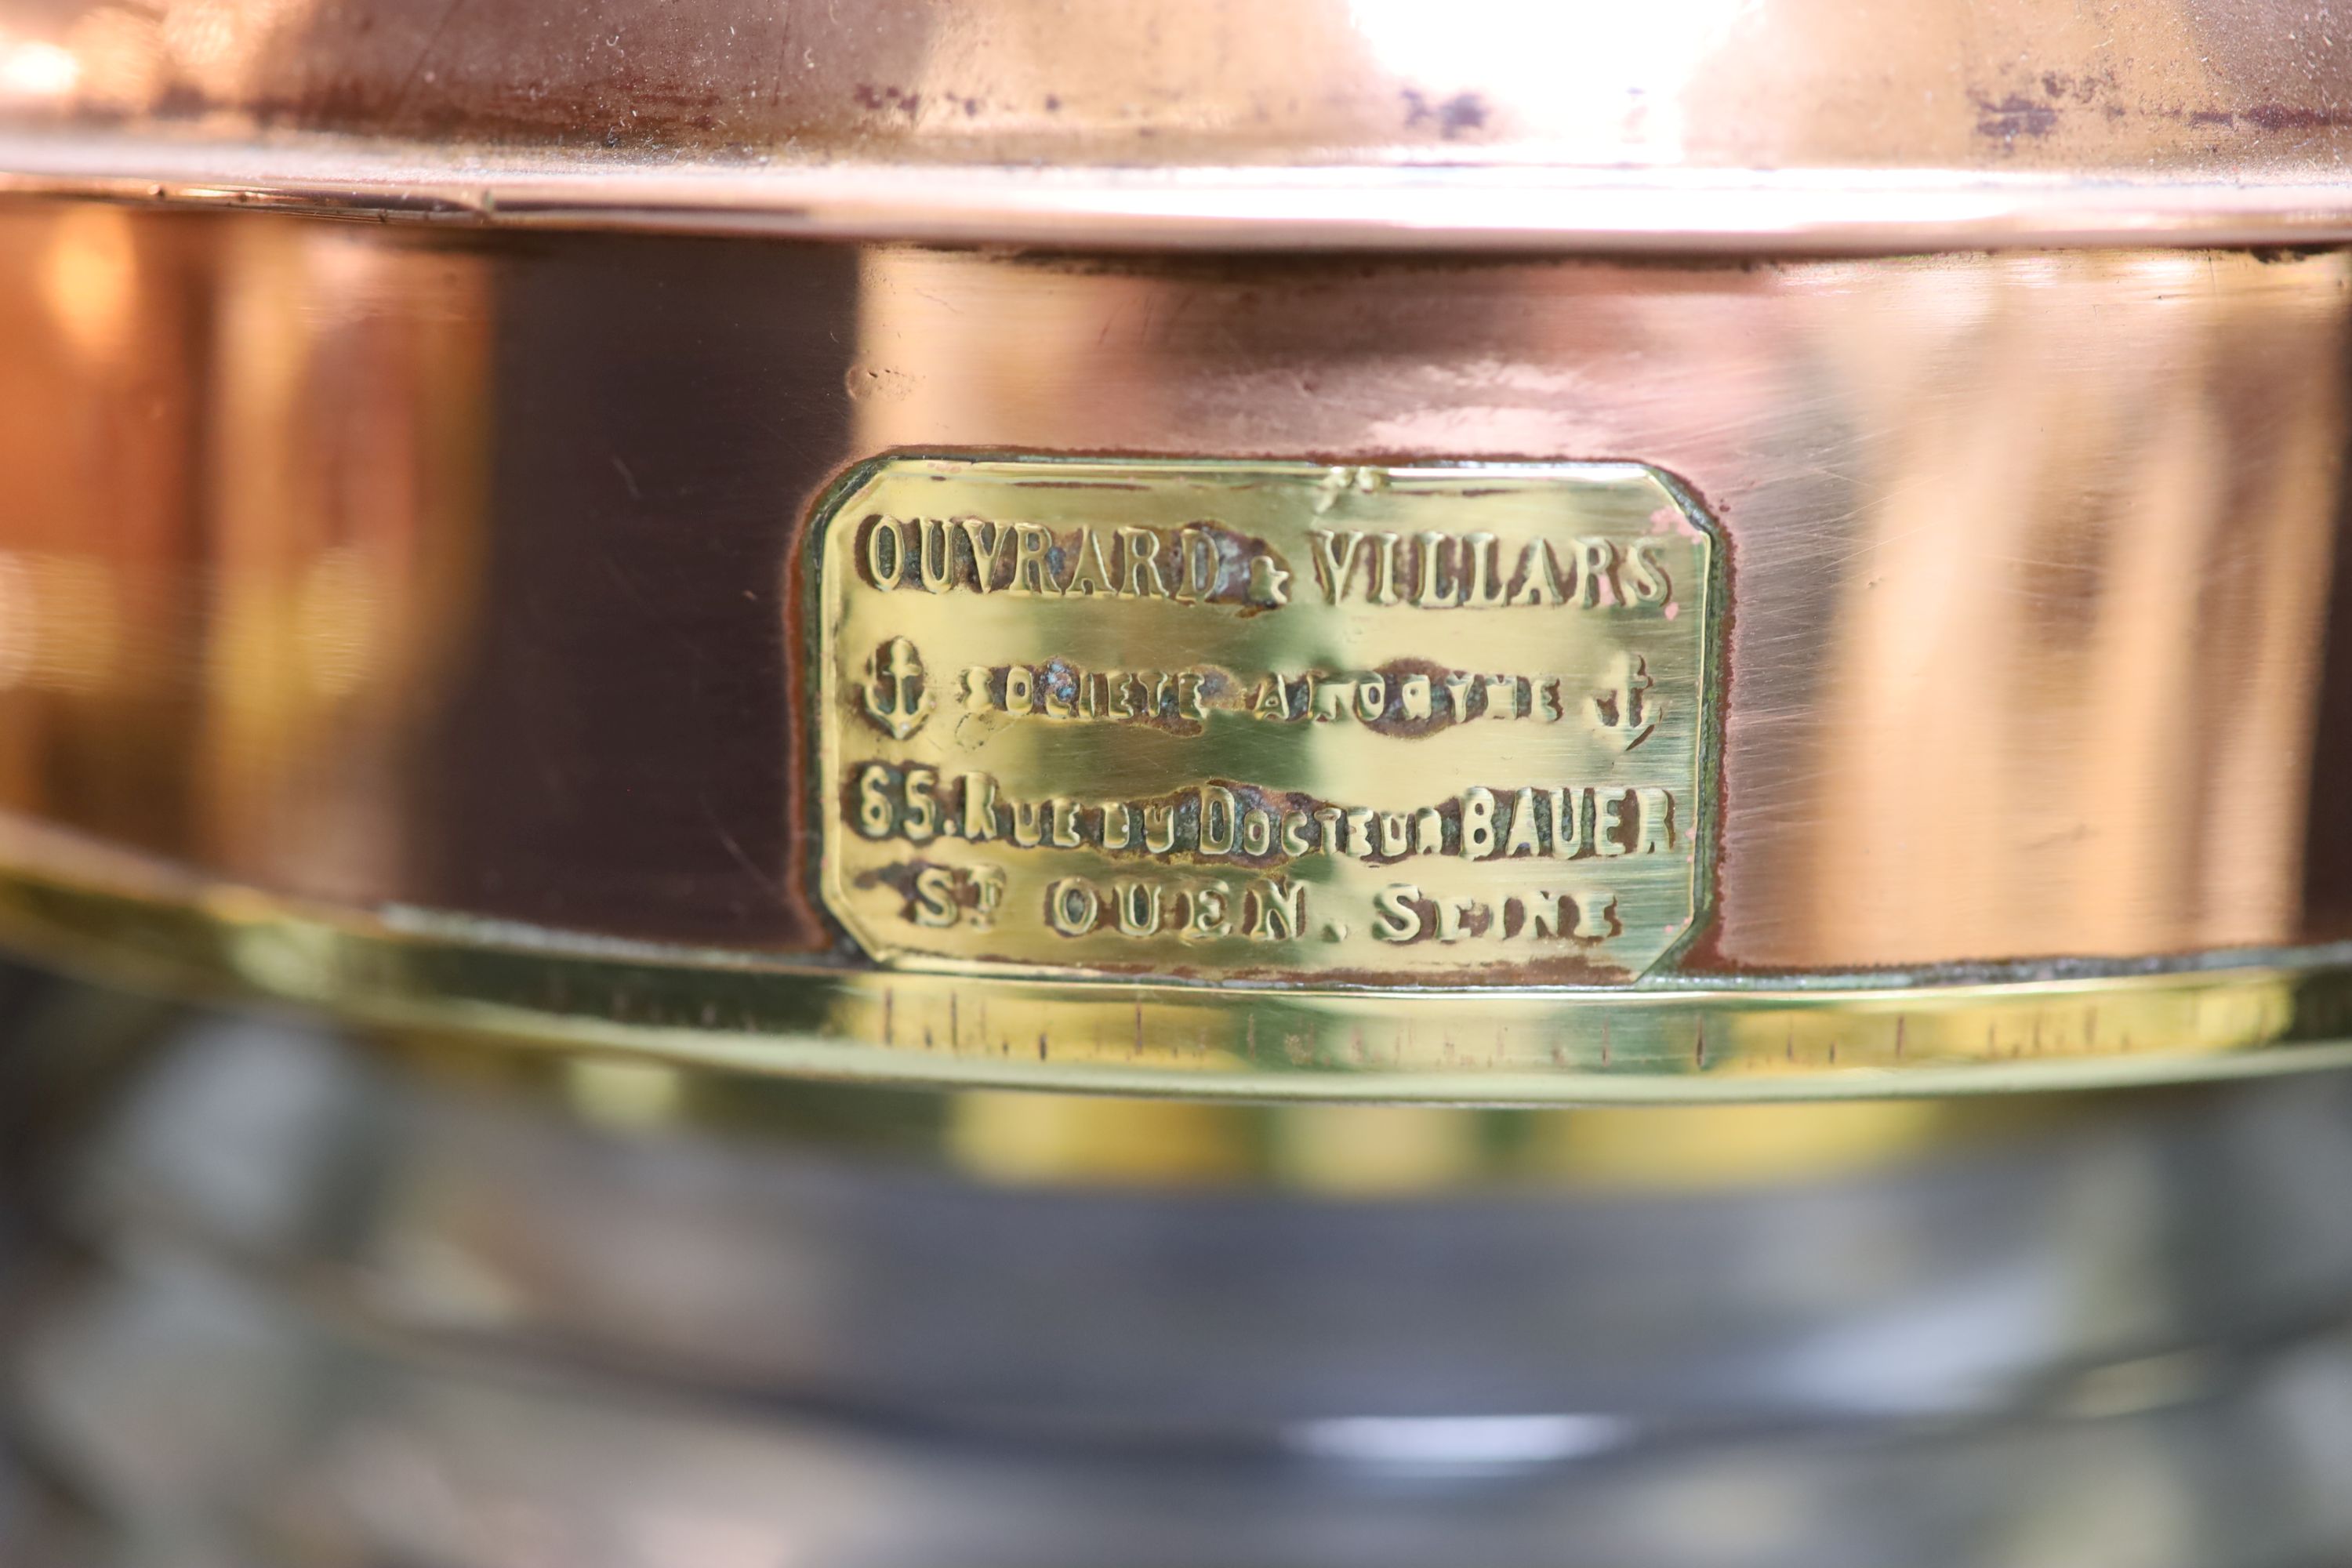 OUVRARD & VILLARS
SOCIETE ANONYME
65. RUE DU DOCTEUR BAUER
ST OUEN. SEINE